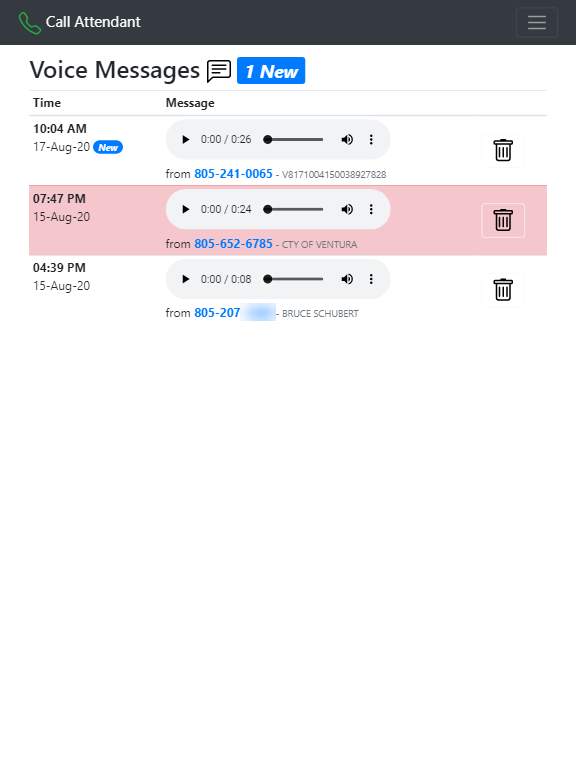 Call Attendant
Voice Messages 1 New
Time Message
10:04 AM
17-Aug-20 New
0:00 / 0:26
from 805-241-0065 - V8171004150038927828
07:47 PM
15-Aug-20
0:00 / 0:24
from 805-652-6785 - CTY OF VENTURA
04:39 PM
15-Aug-20
0:00 / 0:08
from 805-207 - BRUCE SCHUBERT